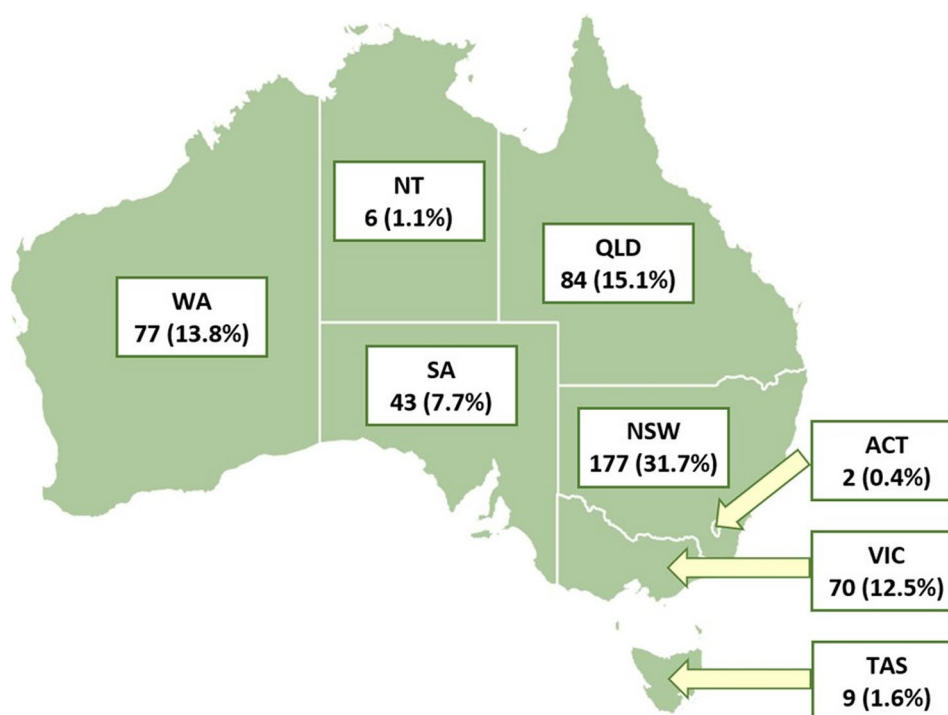 NT
6 (1.1%)
QLD
84 (15.1%)
WA
77 (13.8%)
SA
43 (7.7%)
NSW
177 (31.7%)
ACT
2 (0.4%)
VIC
70 (12.5%)
TAS
9 (1.6%)